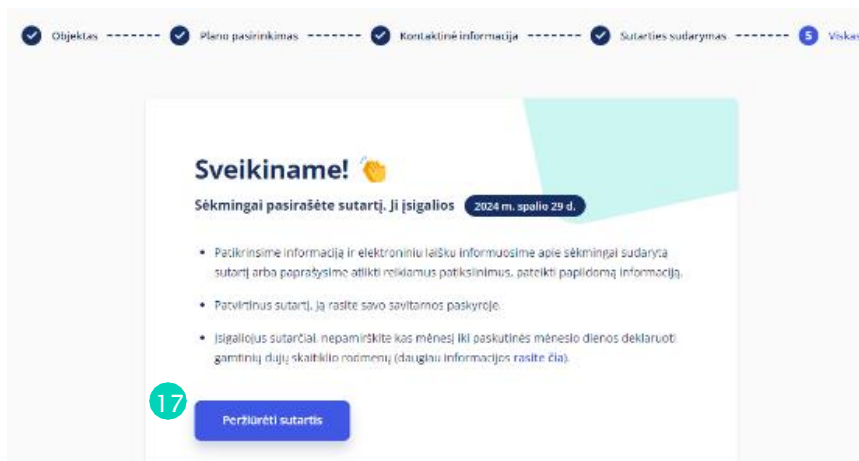 Objektas ------- Plano pasirinkimas ------- Kontaktinė informacija ------- Sutarties sudarymas ------- 5 Viskas
Sveikiname! 👏
Sėkmingai pasirašėte sutartį. Ji įsigalios 2024 m. spalio 29 d.
• Patikrinsime informaciją ir elektroniniu laišku informuosime apie sėkmingai sudarytą
sutartį arba paprašysime atlikti reikiamus patikslinimus, pateikti papildomą informaciją.
• Patvirtinus sutartį, ją rasite savo savitarnos paskyroje.
• Įsigaliojus sutarčiai, nepamirškite kas mėnesį iki paskutinės mėnesio dienos deklaruoti
gamtinių dujų skaitiklio rodmenų (daugiau informacijos rasite čia).
17
Peržiūrėti sutartis